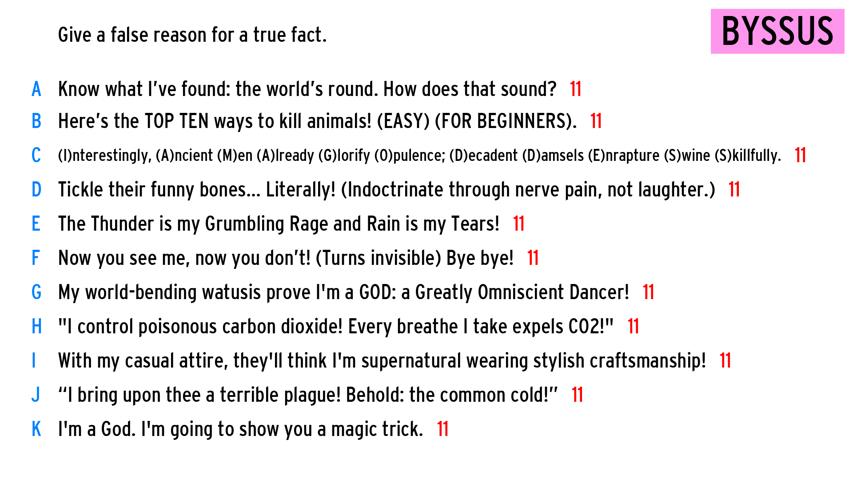 Give a false reason for a true fact.
BYSSUS
A Know what I've found: the world's round. How does that sound? 11
B Here's the TOP TEN ways to kill animals! (EASY) (FOR BEGINNERS). 11
C (I)nterestingly, (A)ncient (M)en (A)lready (G)lorify (O)pulence; (D)ecadent (D)amsels (E)nrapture (S)wine (S)killfully. 11
D Tickle their funny bones... Literally! (Indoctrinate through nerve pain, not laughter.) 11
E The Thunder is my Grumbling Rage and Rain is my Tears! 11
F Now you see me, now you don't! (Turns invisible) Bye bye! 11
G My world-bending watusis prove I'm a GOD: a Greatly Omniscient Dancer! 11
H "I control poisonous carbon dioxide! Every breathe I take expels CO2!" 11
I With my casual attire, they'll think I'm supernatural wearing stylish craftsmanship! 11
J “I bring upon thee a terrible plague! Behold: the common cold!” 11
K I'm a God. I'm going to show you a magic trick. 11